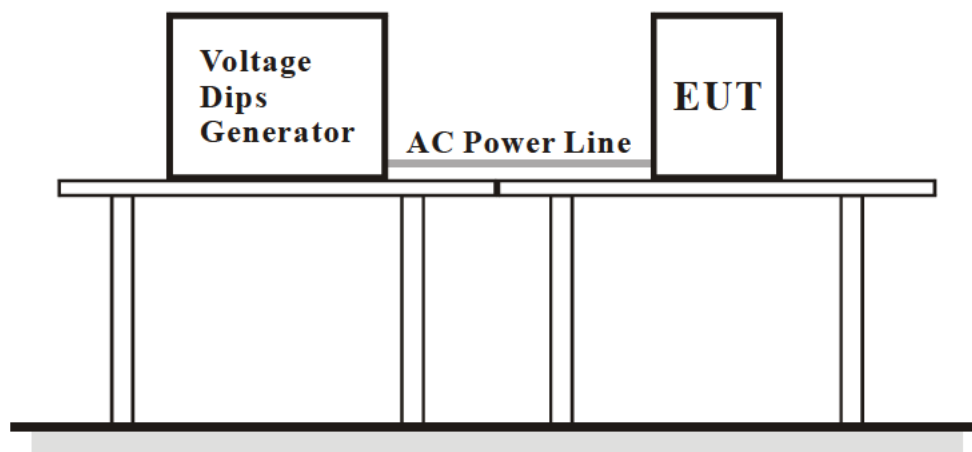 Voltage
Dips
Generator
AC Power Line
EUT